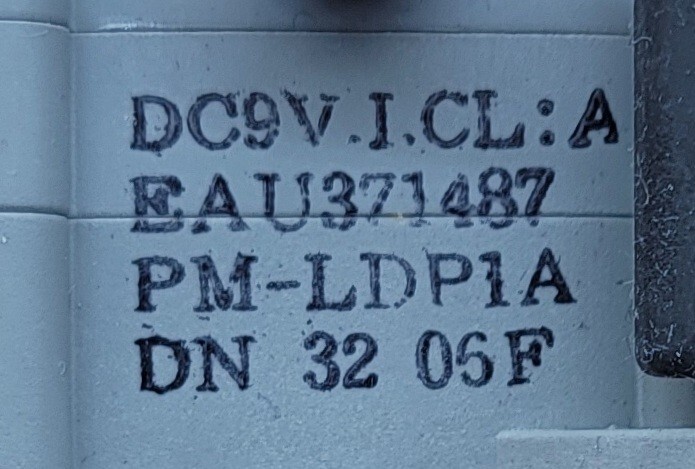 DC9V.I.CL:A
EAU371487
PM-LDP1A
DN 32 06F